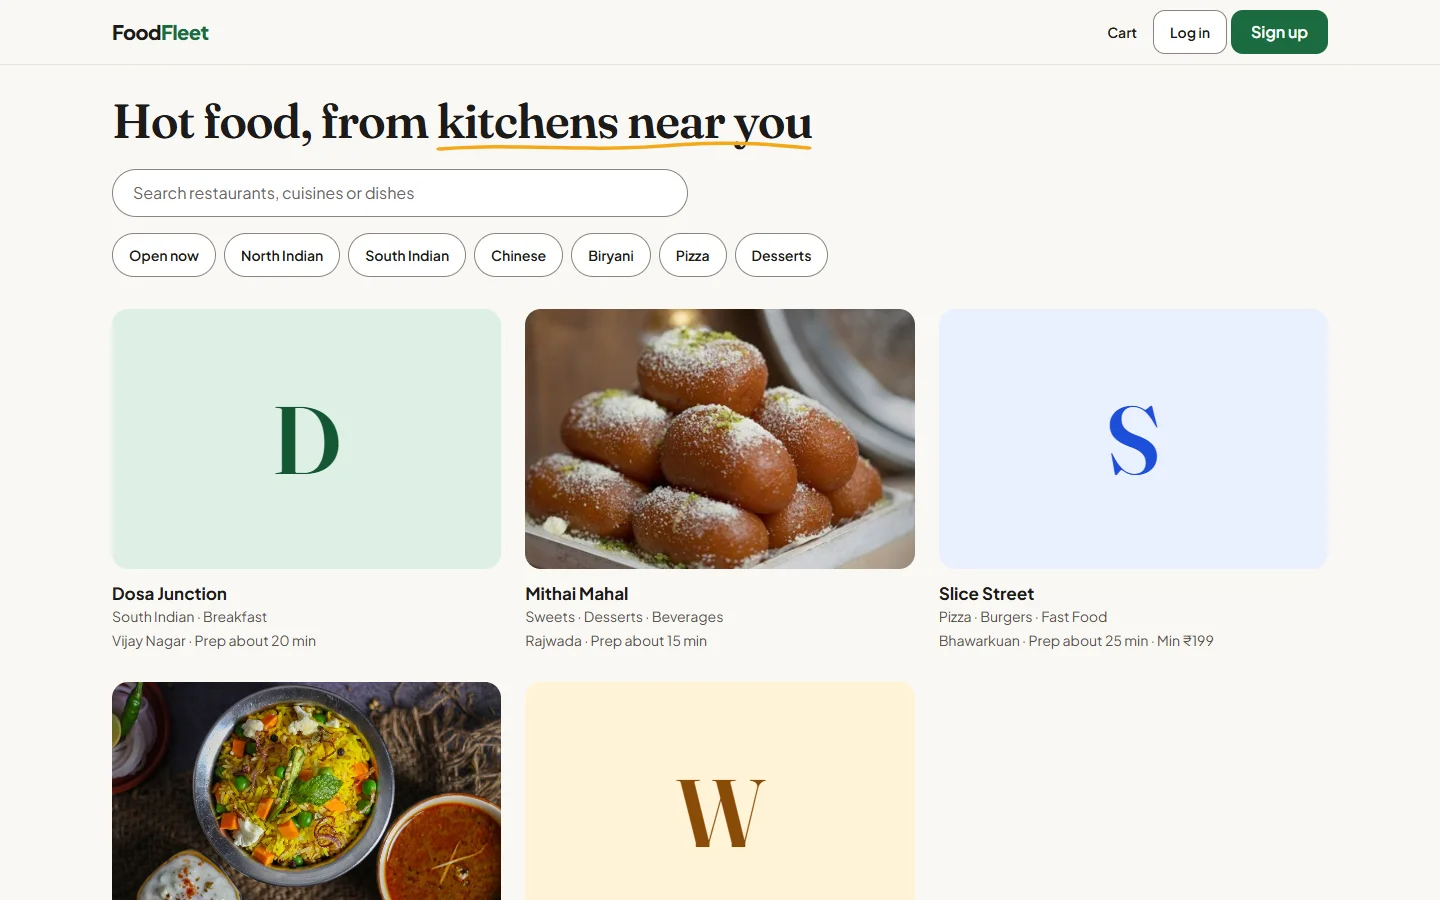 FoodFleet
Cart
Log in
Sign up
Hot food, from kitchens near you
Search restaurants, cuisines or dishes
Open now
North Indian
South Indian
Chinese
Biryani
Pizza
Desserts
D
S
Dosa Junction
South Indian · Breakfast
Vijay Nagar · Prep about 20 min
Mithai Mahal
Sweets · Desserts · Beverages
Rajwada · Prep about 15 min
Slice Street
Pizza · Burgers · Fast Food
Bhawarkuan · Prep about 25 min · Min ₹199
W